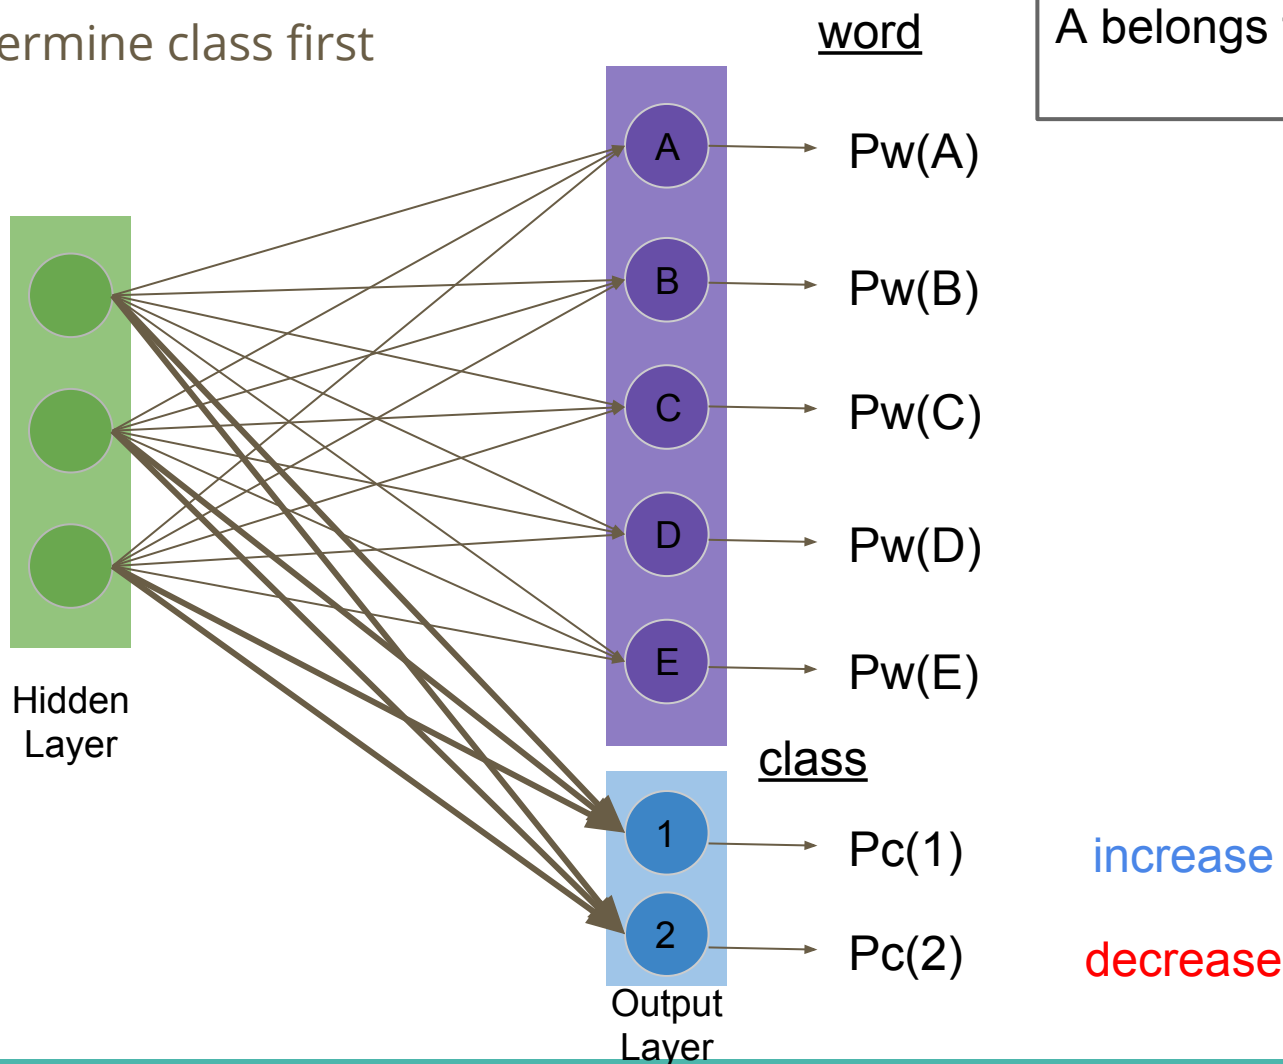 ermine class first
word
A belongs
A
Pw(A)
B
Pw(B)
C
Pw(C)
D
Pw(D)
E
Pw(E)
Hidden
Layer
class
1
Pc(1)
increase
2
Pc(2)
decrease
Output
Layer